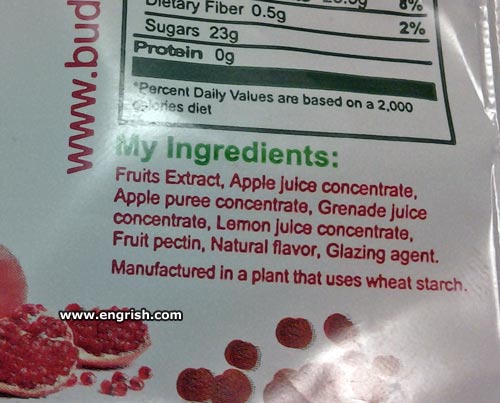 Dietary Fiber 0.5g 2%
Sugars 23g
Protein 0g
*Percent Daily Values are based on a 2,000
calories diet
www.bud
My Ingredients:
Fruits Extract, Apple juice concentrate,
Apple puree concentrate, Grenade juice
concentrate, Lemon juice concentrate,
Fruit pectin, Natural flavor, Glazing agent.
Manufactured in a plant that uses wheat starch.
www.engrish.com